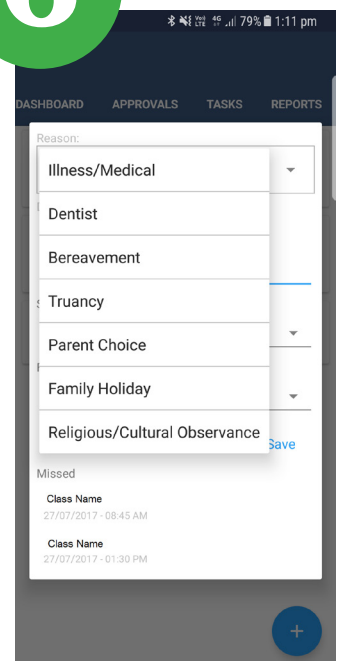 6
79% 1:11 pm
DASHBOARD APPROVALS TASKS REPORTS
Reason:
Illness/Medical
Dentist
Bereavement
Truancy
Parent Choice
Family Holiday
Religious/Cultural Observance
Save
Missed
Class Name
27/07/2017 - 08:45 AM
Class Name
27/07/2017 - 01:30 PM
+